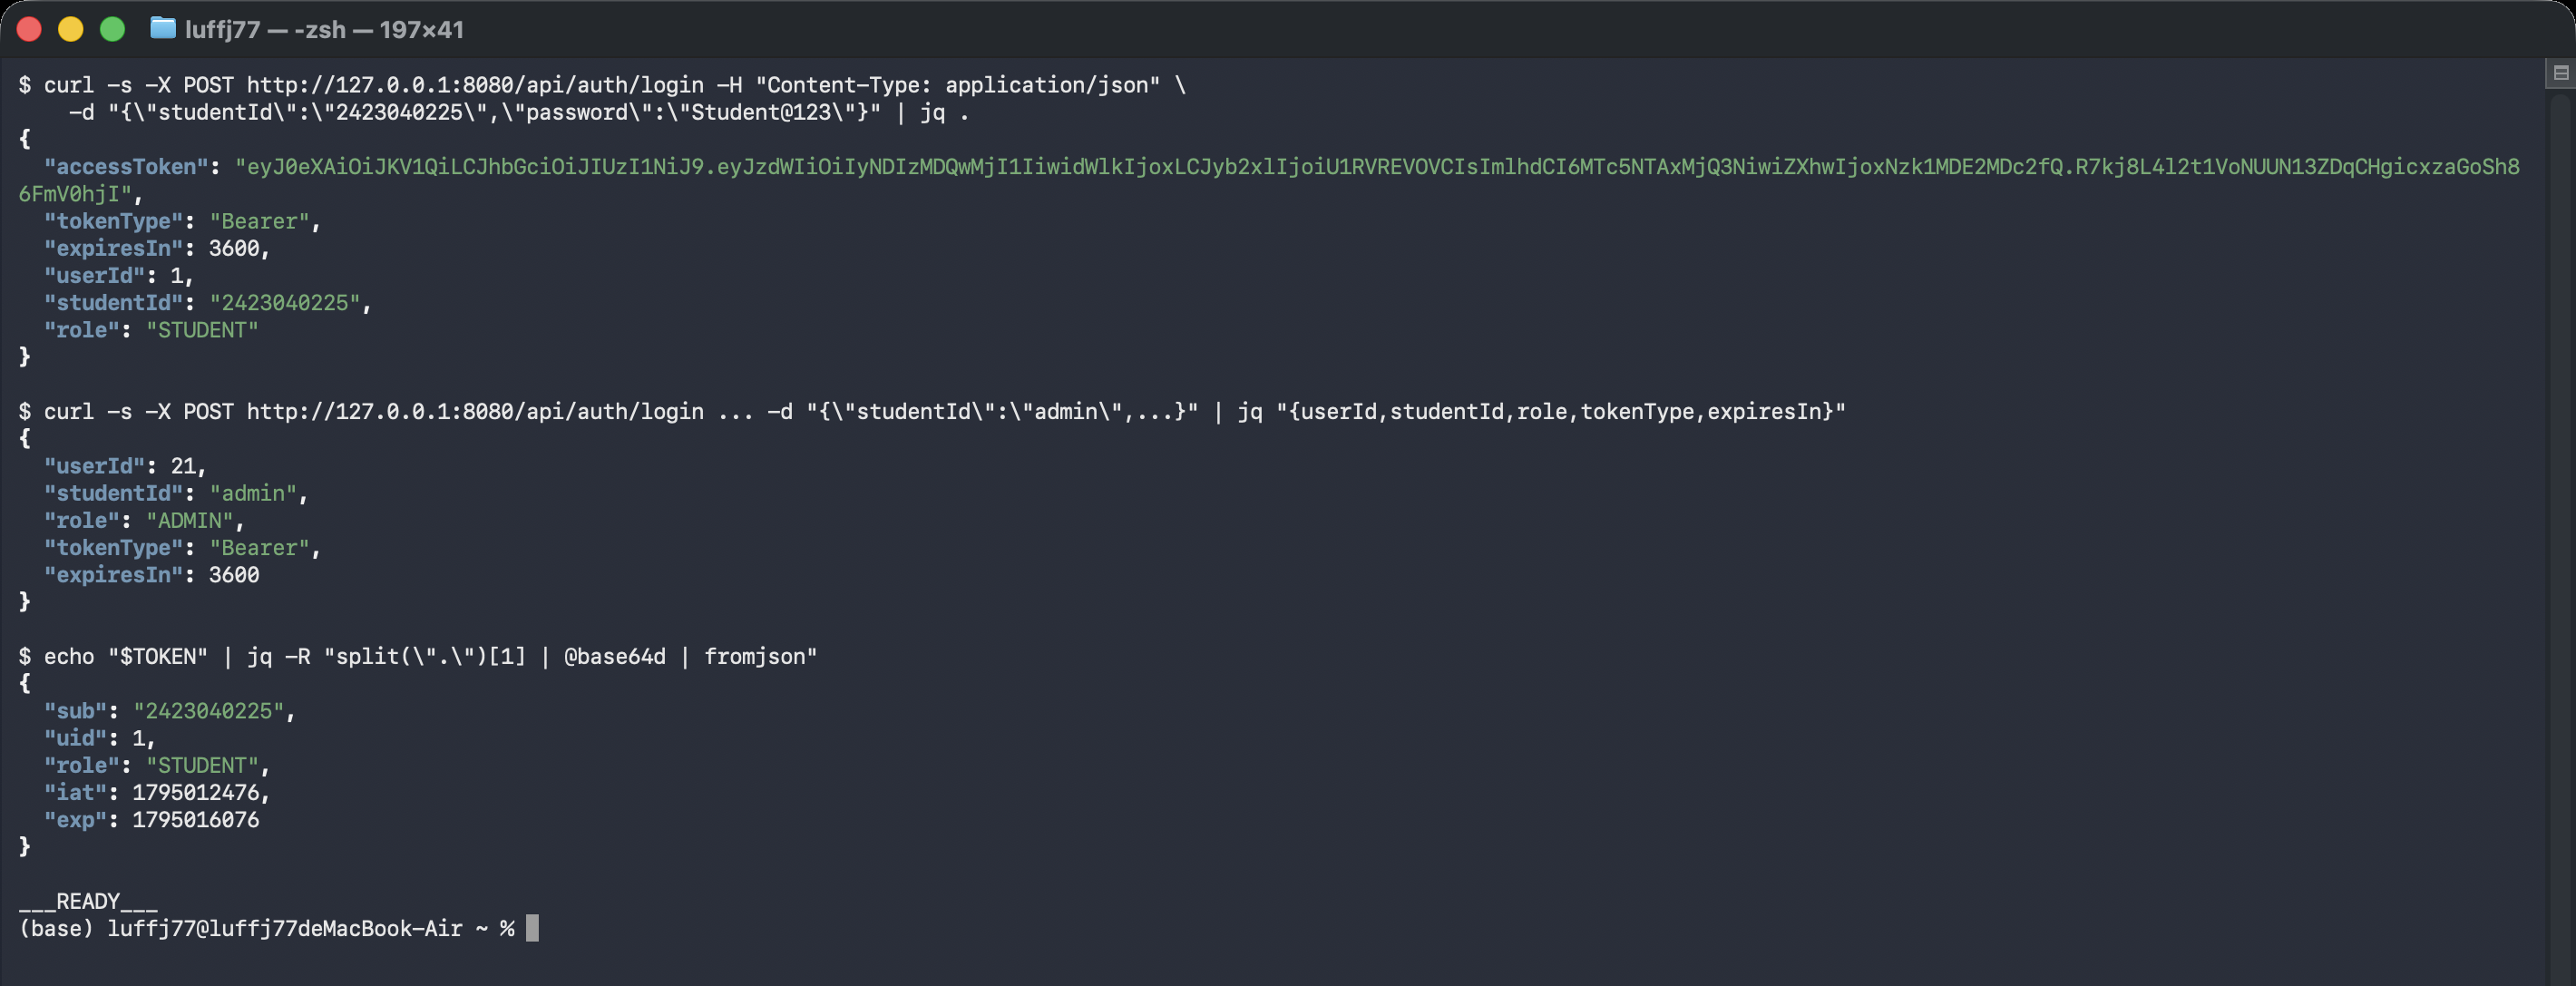 luffj77 — -zsh — 197×41
$ curl -s -X POST http://127.0.0.1:8080/api/auth/login -H "Content-Type: application/json" \
    -d "{\"studentId\":\"2423040225\",\"password\":\"Student@123\"}" | jq .
{
  "accessToken": "eyJ0eXAiOiJKV1QiLCJhbGciOiJIUzI1NiJ9.eyJzdWIiOiIyNDIzMDQwMjI1IiwidWlkIjoxLCJyb2xlIjoiU1RVREVOVCIsImlhdCI6MTc5NTAxMjQ3NiwiZXhwIjoxNzk1MDE2MDc2fQ.R7kj8L4l2t1VoNUUN13ZDqCHgicxzaGoSh8
6FmV0hjI",
  "tokenType": "Bearer",
  "expiresIn": 3600,
  "userId": 1,
  "studentId": "2423040225",
  "role": "STUDENT"
}
$ curl -s -X POST http://127.0.0.1:8080/api/auth/login ... -d "{\"studentId\":\"admin\",...}" | jq "{userId,studentId,role,tokenType,expiresIn}"
{
  "userId": 21,
  "studentId": "admin",
  "role": "ADMIN",
  "tokenType": "Bearer",
  "expiresIn": 3600
}
$ echo "$TOKEN" | jq -R "split(\".\")[1] | @base64d | fromjson"
{
  "sub": "2423040225",
  "uid": 1,
  "role": "STUDENT",
  "iat": 1795012476,
  "exp": 1795016076
}
___READY___
(base) luffj77@luffj77deMacBook-Air ~ %